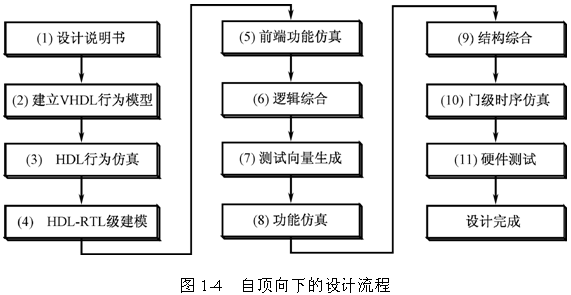 (1) 设计说明书
(2) 建立VHDL行为模型
(3) HDL行为仿真
(4) HDL-RTL级建模
(5) 前端功能仿真
(6) 逻辑综合
(7) 测试向量生成
(8) 功能仿真
(9) 结构综合
(10) 门级时序仿真
(11) 硬件测试
设计完成
图 1-4 自顶向下的设计流程